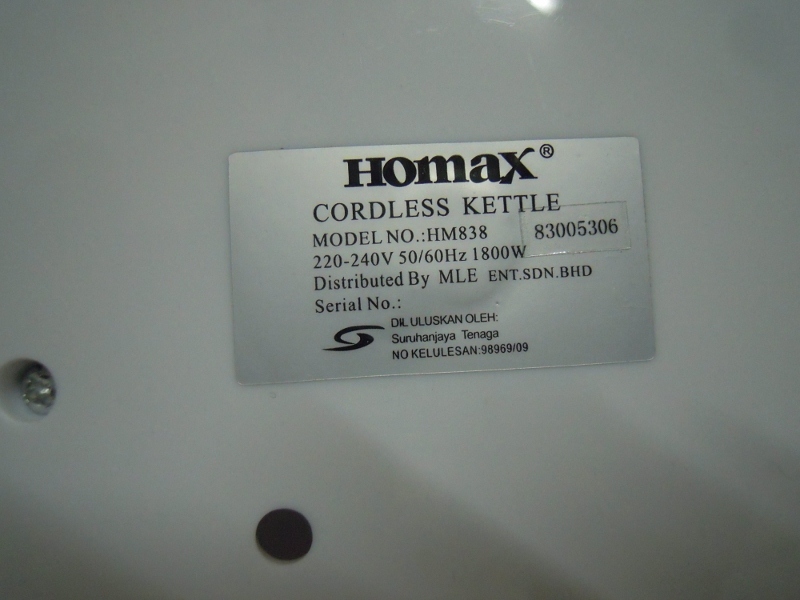 Homax®
CORDLESS KETTLE
MODEL NO.:HM838
83005306
220-240V 50/60Hz 1800W
Distributed By MLE ENT.SDN.BHD
Serial No.:
DIL ULUSKAN OLEH:
Suruhanjaya Tenaga
NO KELULESAN:98969/09